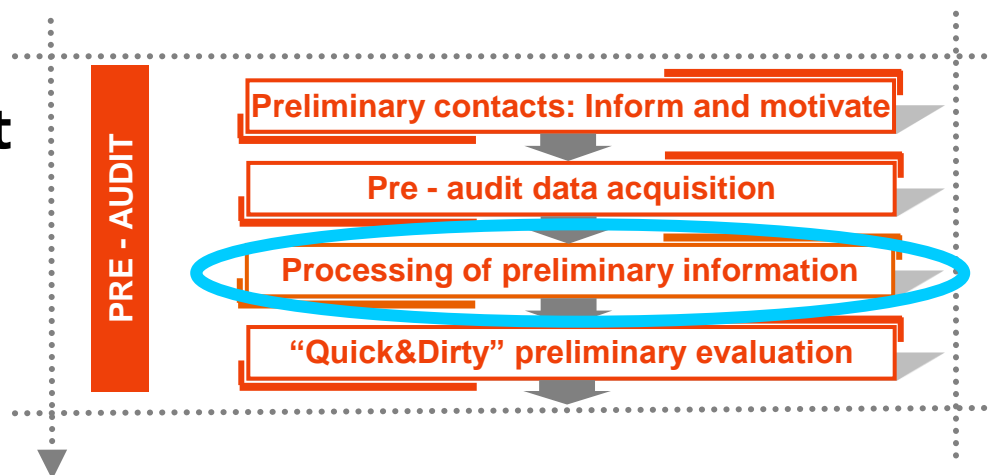 t
PRE - AUDIT
Preliminary contacts: Inform and motivate
Pre - audit data acquisition
Processing of preliminary information
“Quick&Dirty” preliminary evaluation